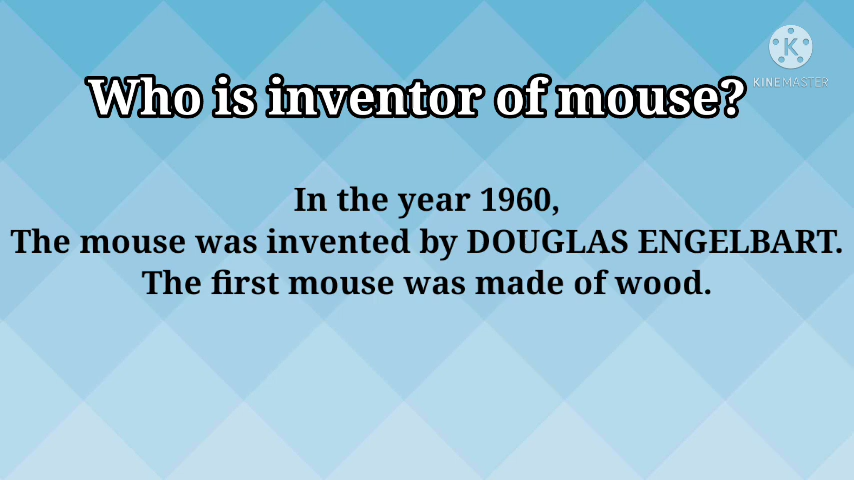 K
KINEMASTER
Who is inventor of mouse?
In the year 1960,
The mouse was invented by DOUGLAS ENGELBART.
The first mouse was made of wood.